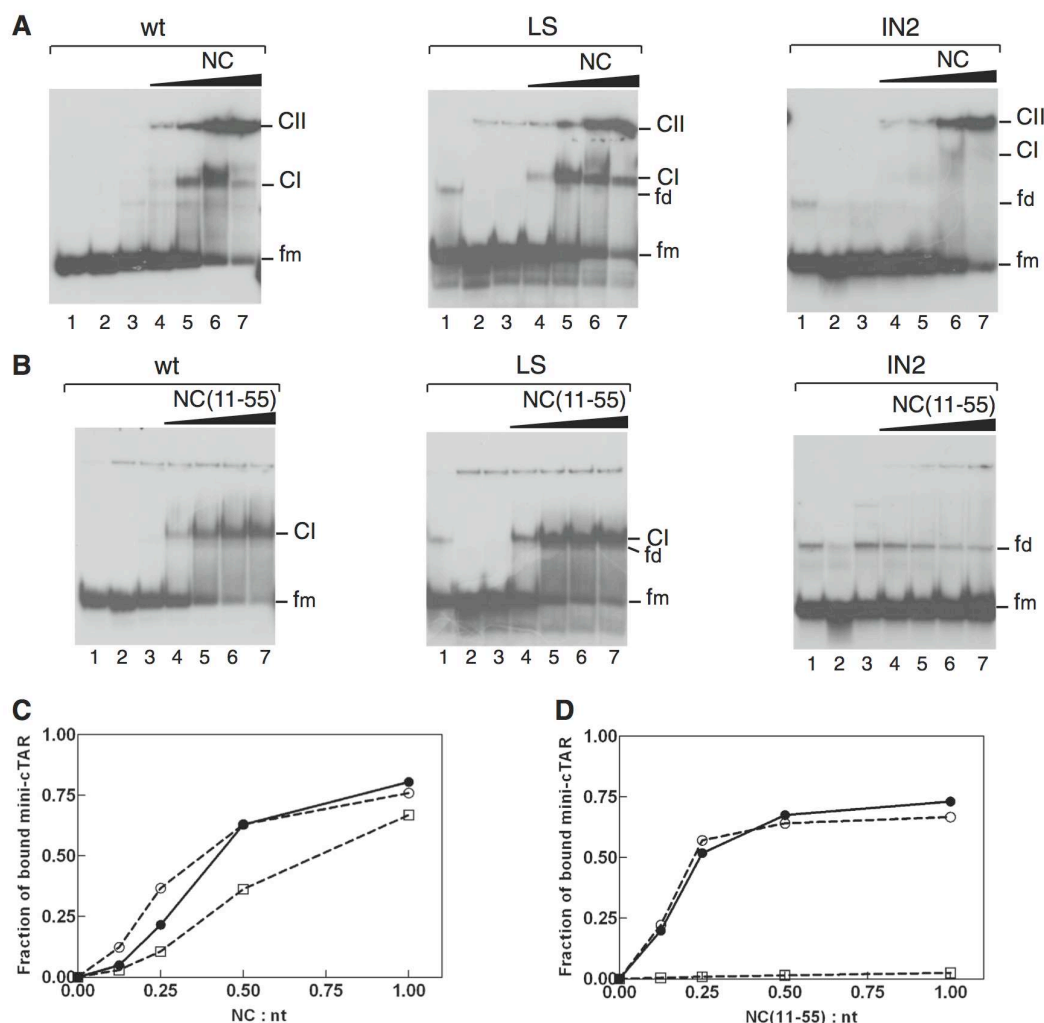 A
wt LS IN2
NC NC NC
CII CII CII
CI CI CI
fd fd
fm fm fm
1 2 3 4 5 6 7 1 2 3 4 5 6 7 1 2 3 4 5 6 7
B
wt LS IN2
NC(11-55) NC(11-55) NC(11-55)
CI CI
fd fd
fm fm fm
1 2 3 4 5 6 7 1 2 3 4 5 6 7 1 2 3 4 5 6 7
C
Fraction of bound mini-cTAR
1.00
0.75
0.50
0.25
0.00
0.00 0.25 0.50 0.75 1.00
NC : nt
D
Fraction of bound mini-cTAR
1.00
0.75
0.50
0.25
0.00
0.00 0.25 0.50 0.75 1.00
NC(11-55) : nt